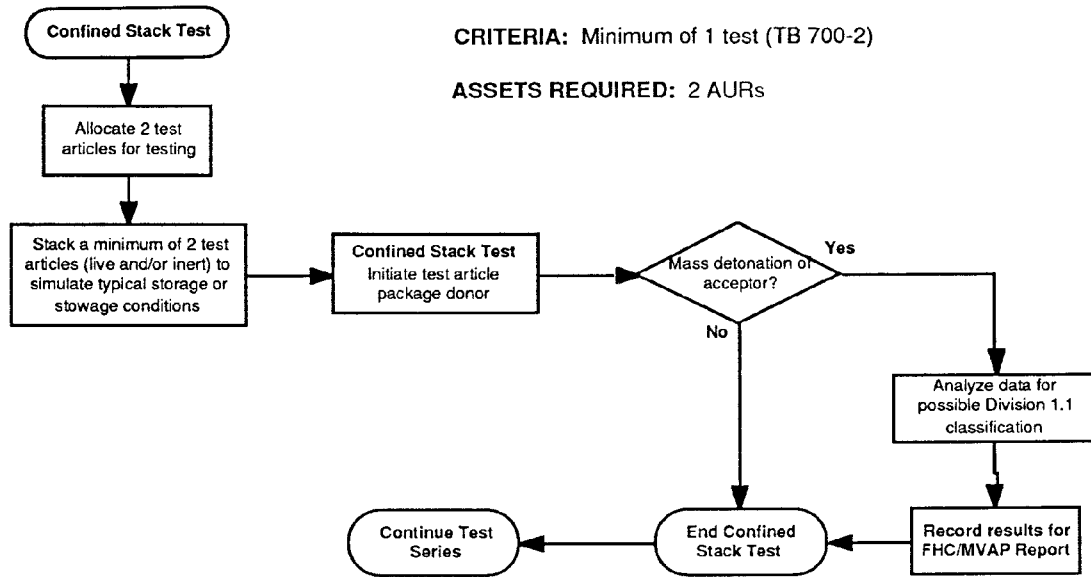 Confined Stack Test
CRITERIA: Minimum of 1 test (TB 700-2)
ASSETS REQUIRED: 2 AURs
Allocate 2 test
articles for testing
Stack a minimum of 2 test
articles (live and/or inert) to
simulate typical storage or
stowage conditions
Confined Stack Test
Initiate test article
package donor
Mass detonation of
acceptor?
Yes
No
Analyze data for
possible Division 1.1
classification
Record results for
FHC/MVAP Report
End Confined
Stack Test
Continue Test
Series